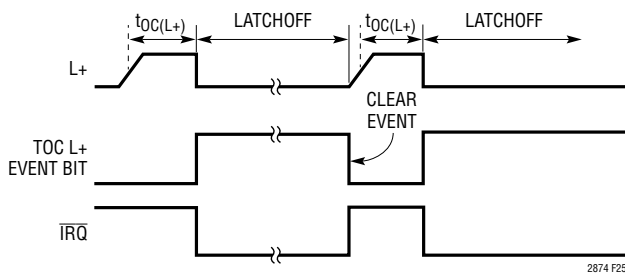 tOC(L+) LATCHOFF tOC(L+) LATCHOFF
L+
CLEAR
EVENT
TOC L+
EVENT BIT
IRQ
2874 F25